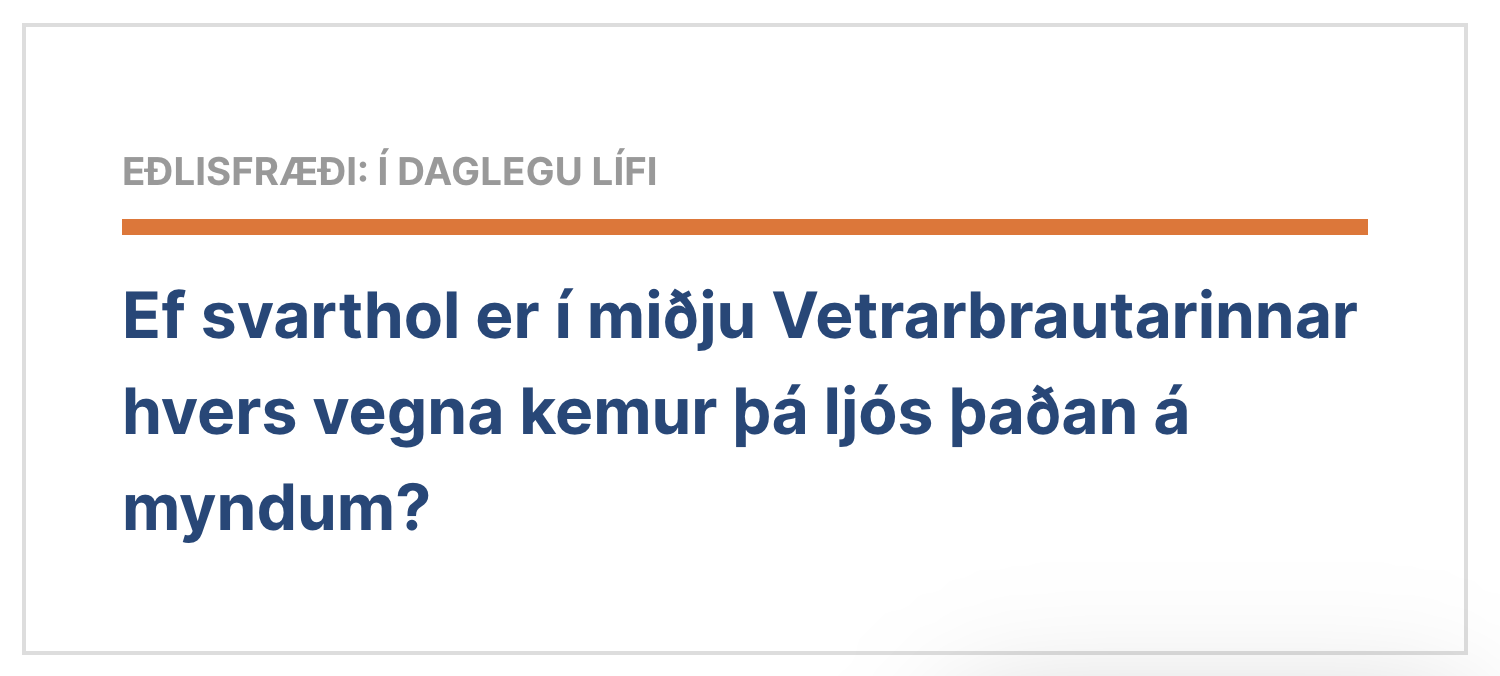 EÐLISFRÆÐI: Í DAGLEGU LÍFI
Ef svarthol er í miðju Vetrarbrautarinnar
hvers vegna kemur þá ljós þaðan á
myndum?